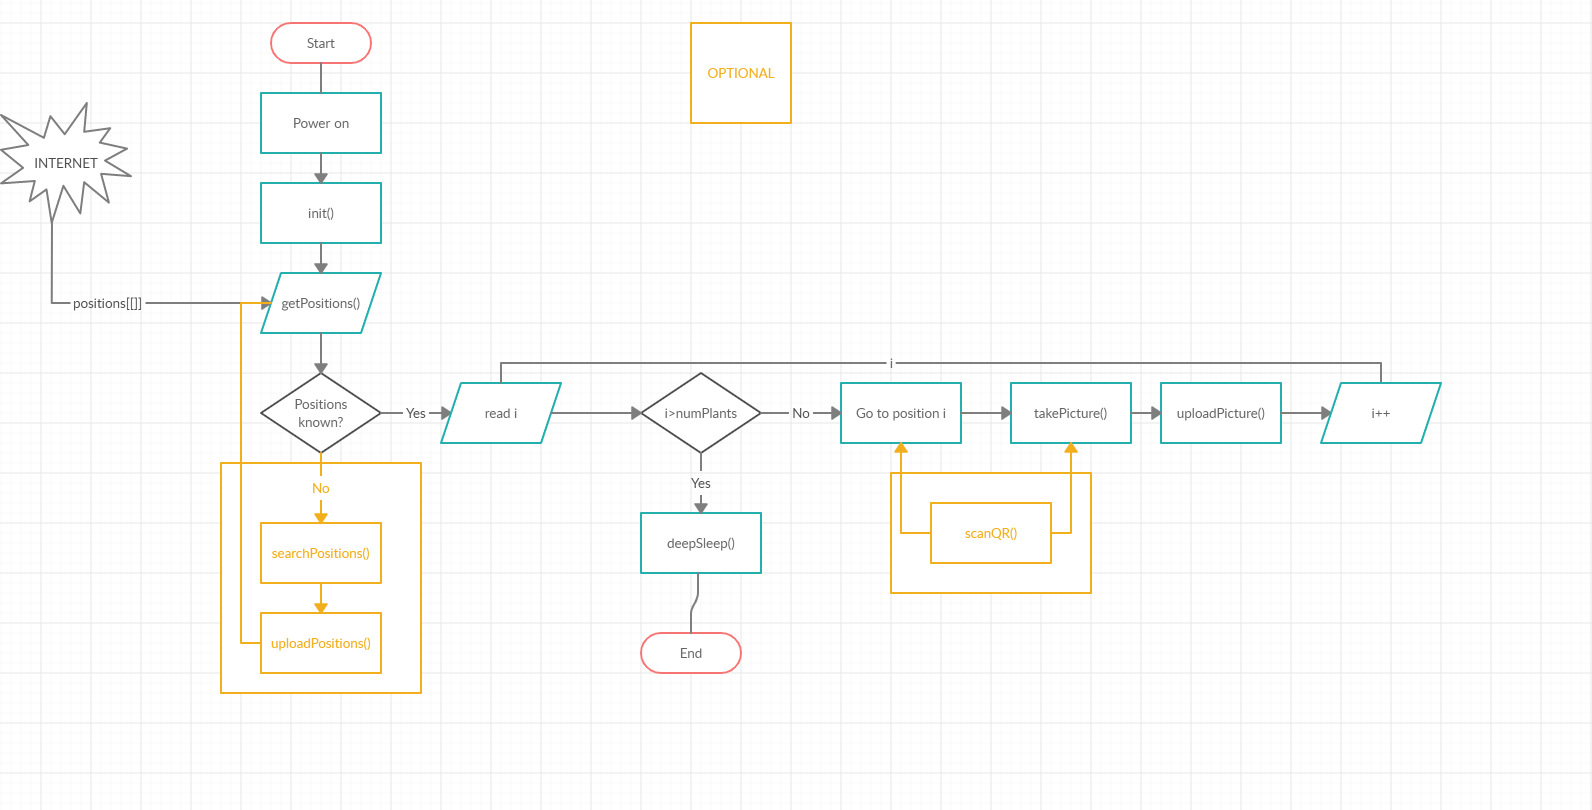 Start
OPTIONAL
Power on
INTERNET
init()
positions[[]]
getPositions()
i
Positions
known?
Yes
read i
i>numPlants
No
Go to position i
takePicture()
uploadPicture()
i++
No
Yes
searchPositions()
deepSleep()
scanQR()
uploadPositions()
End